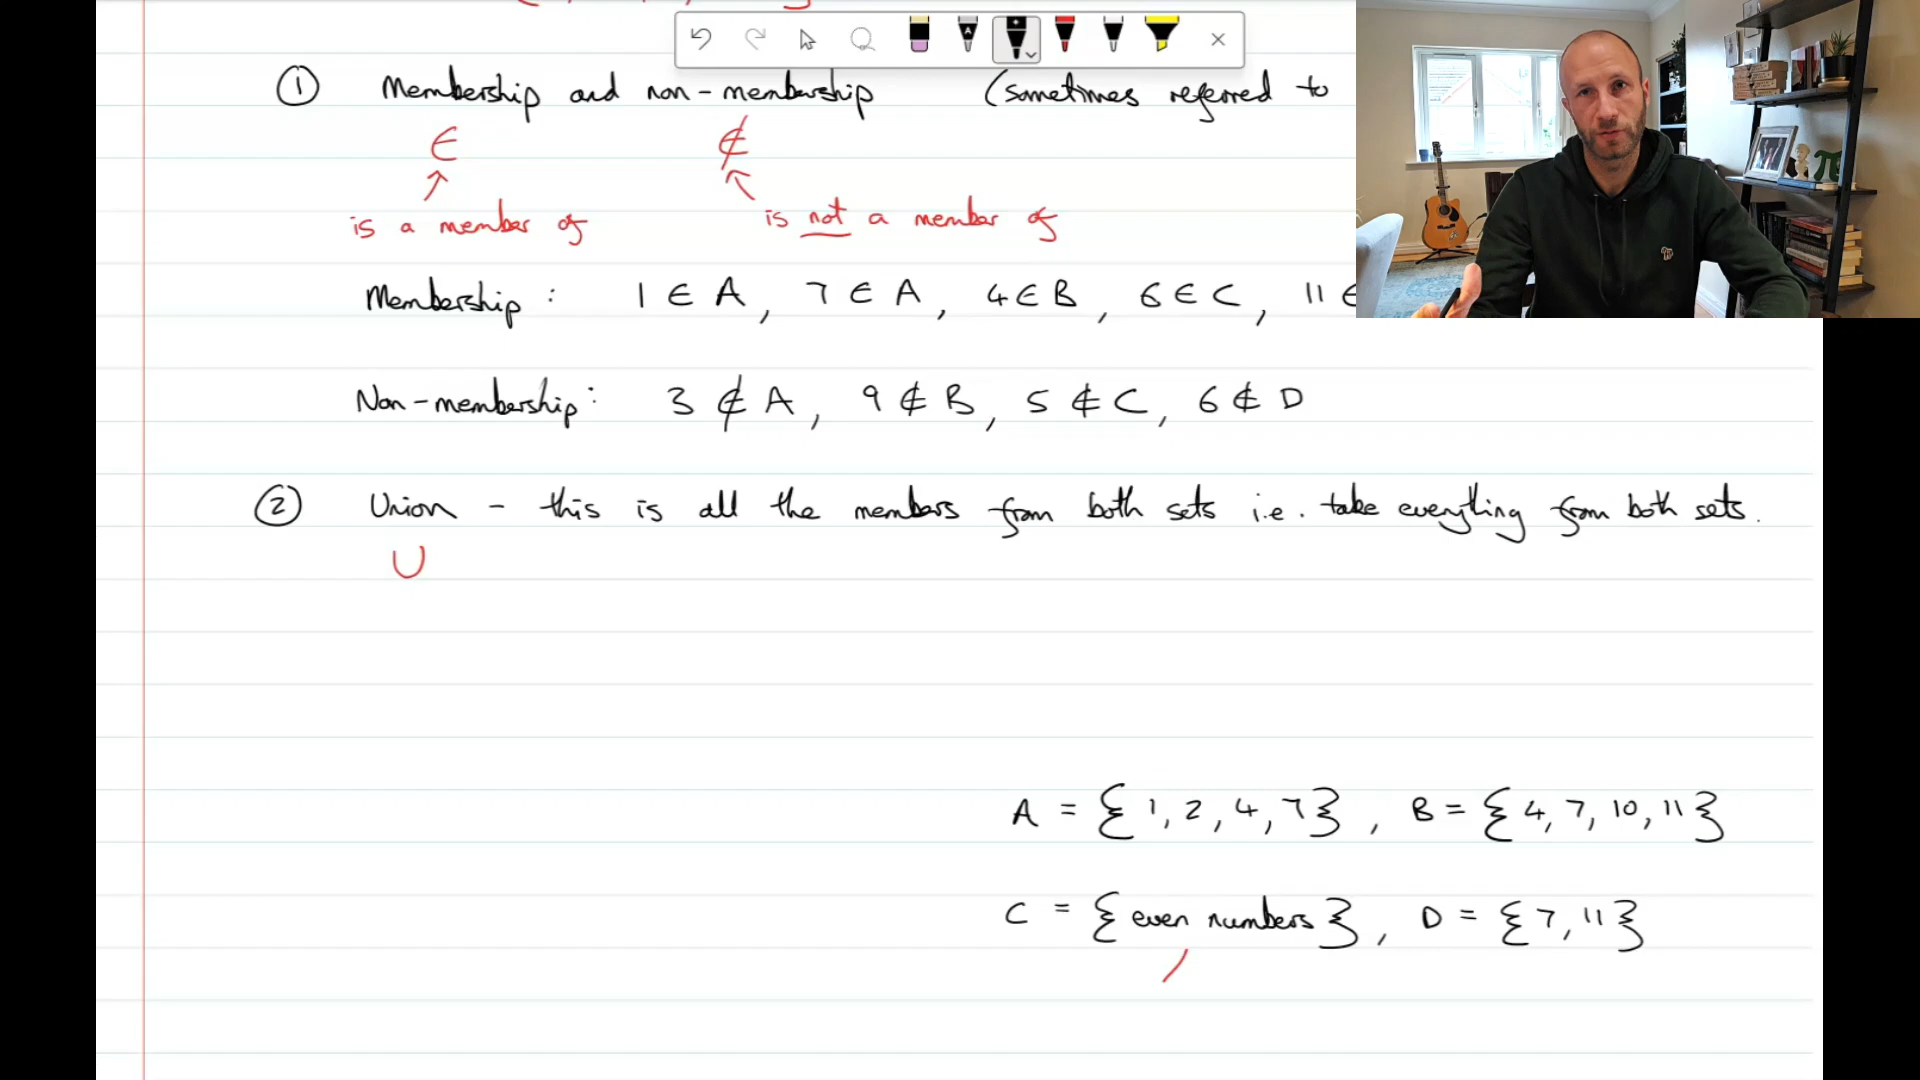 ① Membership and non-membership (sometimes referred to
∈ ∉
is a member of is not a member of
Membership : 1 ∈ A, 7 ∈ A, 4 ∈ B, 6 ∈ C, 11 ∈
Non-membership: 3 ∉ A, 9 ∉ B, 5 ∉ C, 6 ∉ D
② Union - this is all the members from both sets i.e. take everything from both sets.
∪
A = {1, 2, 4, 7}, B = {4, 7, 10, 11}
C = {even numbers}, D = {7, 11}